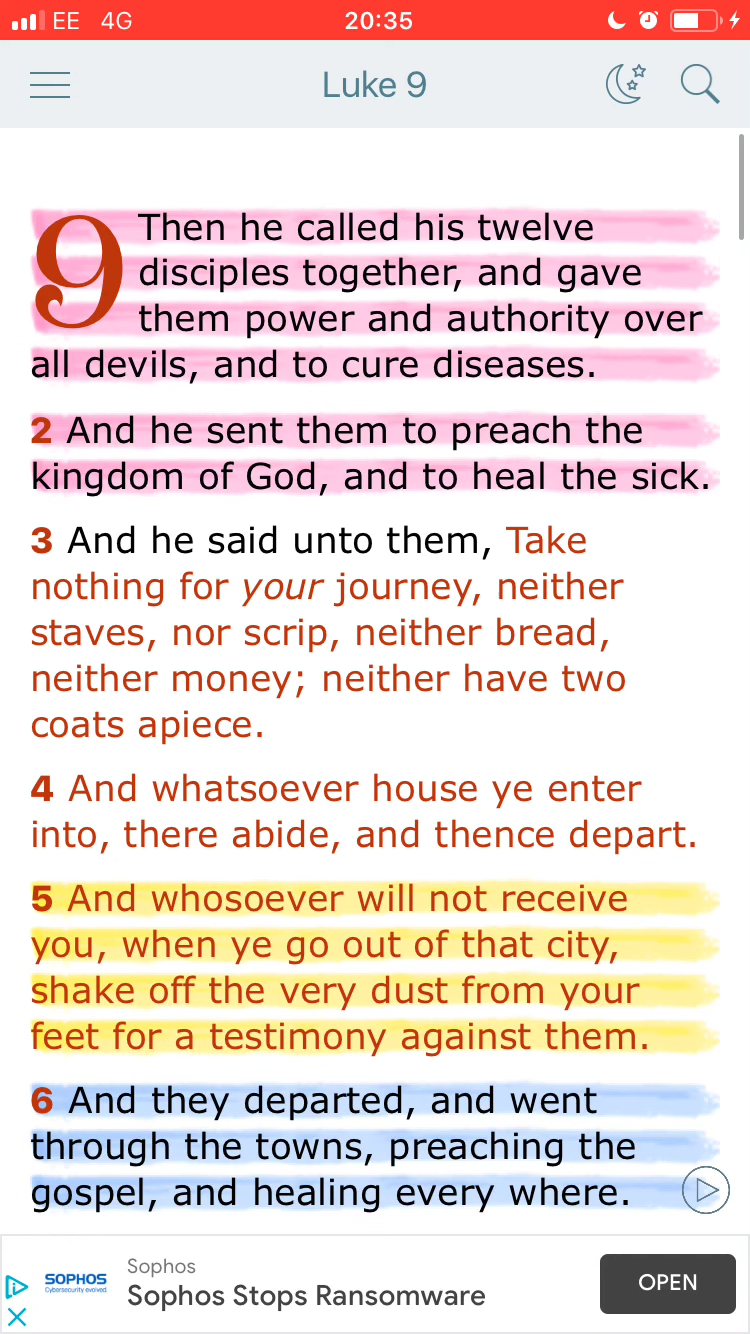 EE 4G 20:35
Luke 9
9 Then he called his twelve
disciples together, and gave
them power and authority over
all devils, and to cure diseases.
2 And he sent them to preach the
kingdom of God, and to heal the sick.
3 And he said unto them, Take
nothing for your journey, neither
staves, nor scrip, neither bread,
neither money; neither have two
coats apiece.
4 And whatsoever house ye enter
into, there abide, and thence depart.
5 And whosoever will not receive
you, when ye go out of that city,
shake off the very dust from your
feet for a testimony against them.
6 And they departed, and went
through the towns, preaching the
gospel, and healing every where.
Sophos
SOPHOS
Cybersecurity evolved.
Sophos Stops Ransomware
OPEN